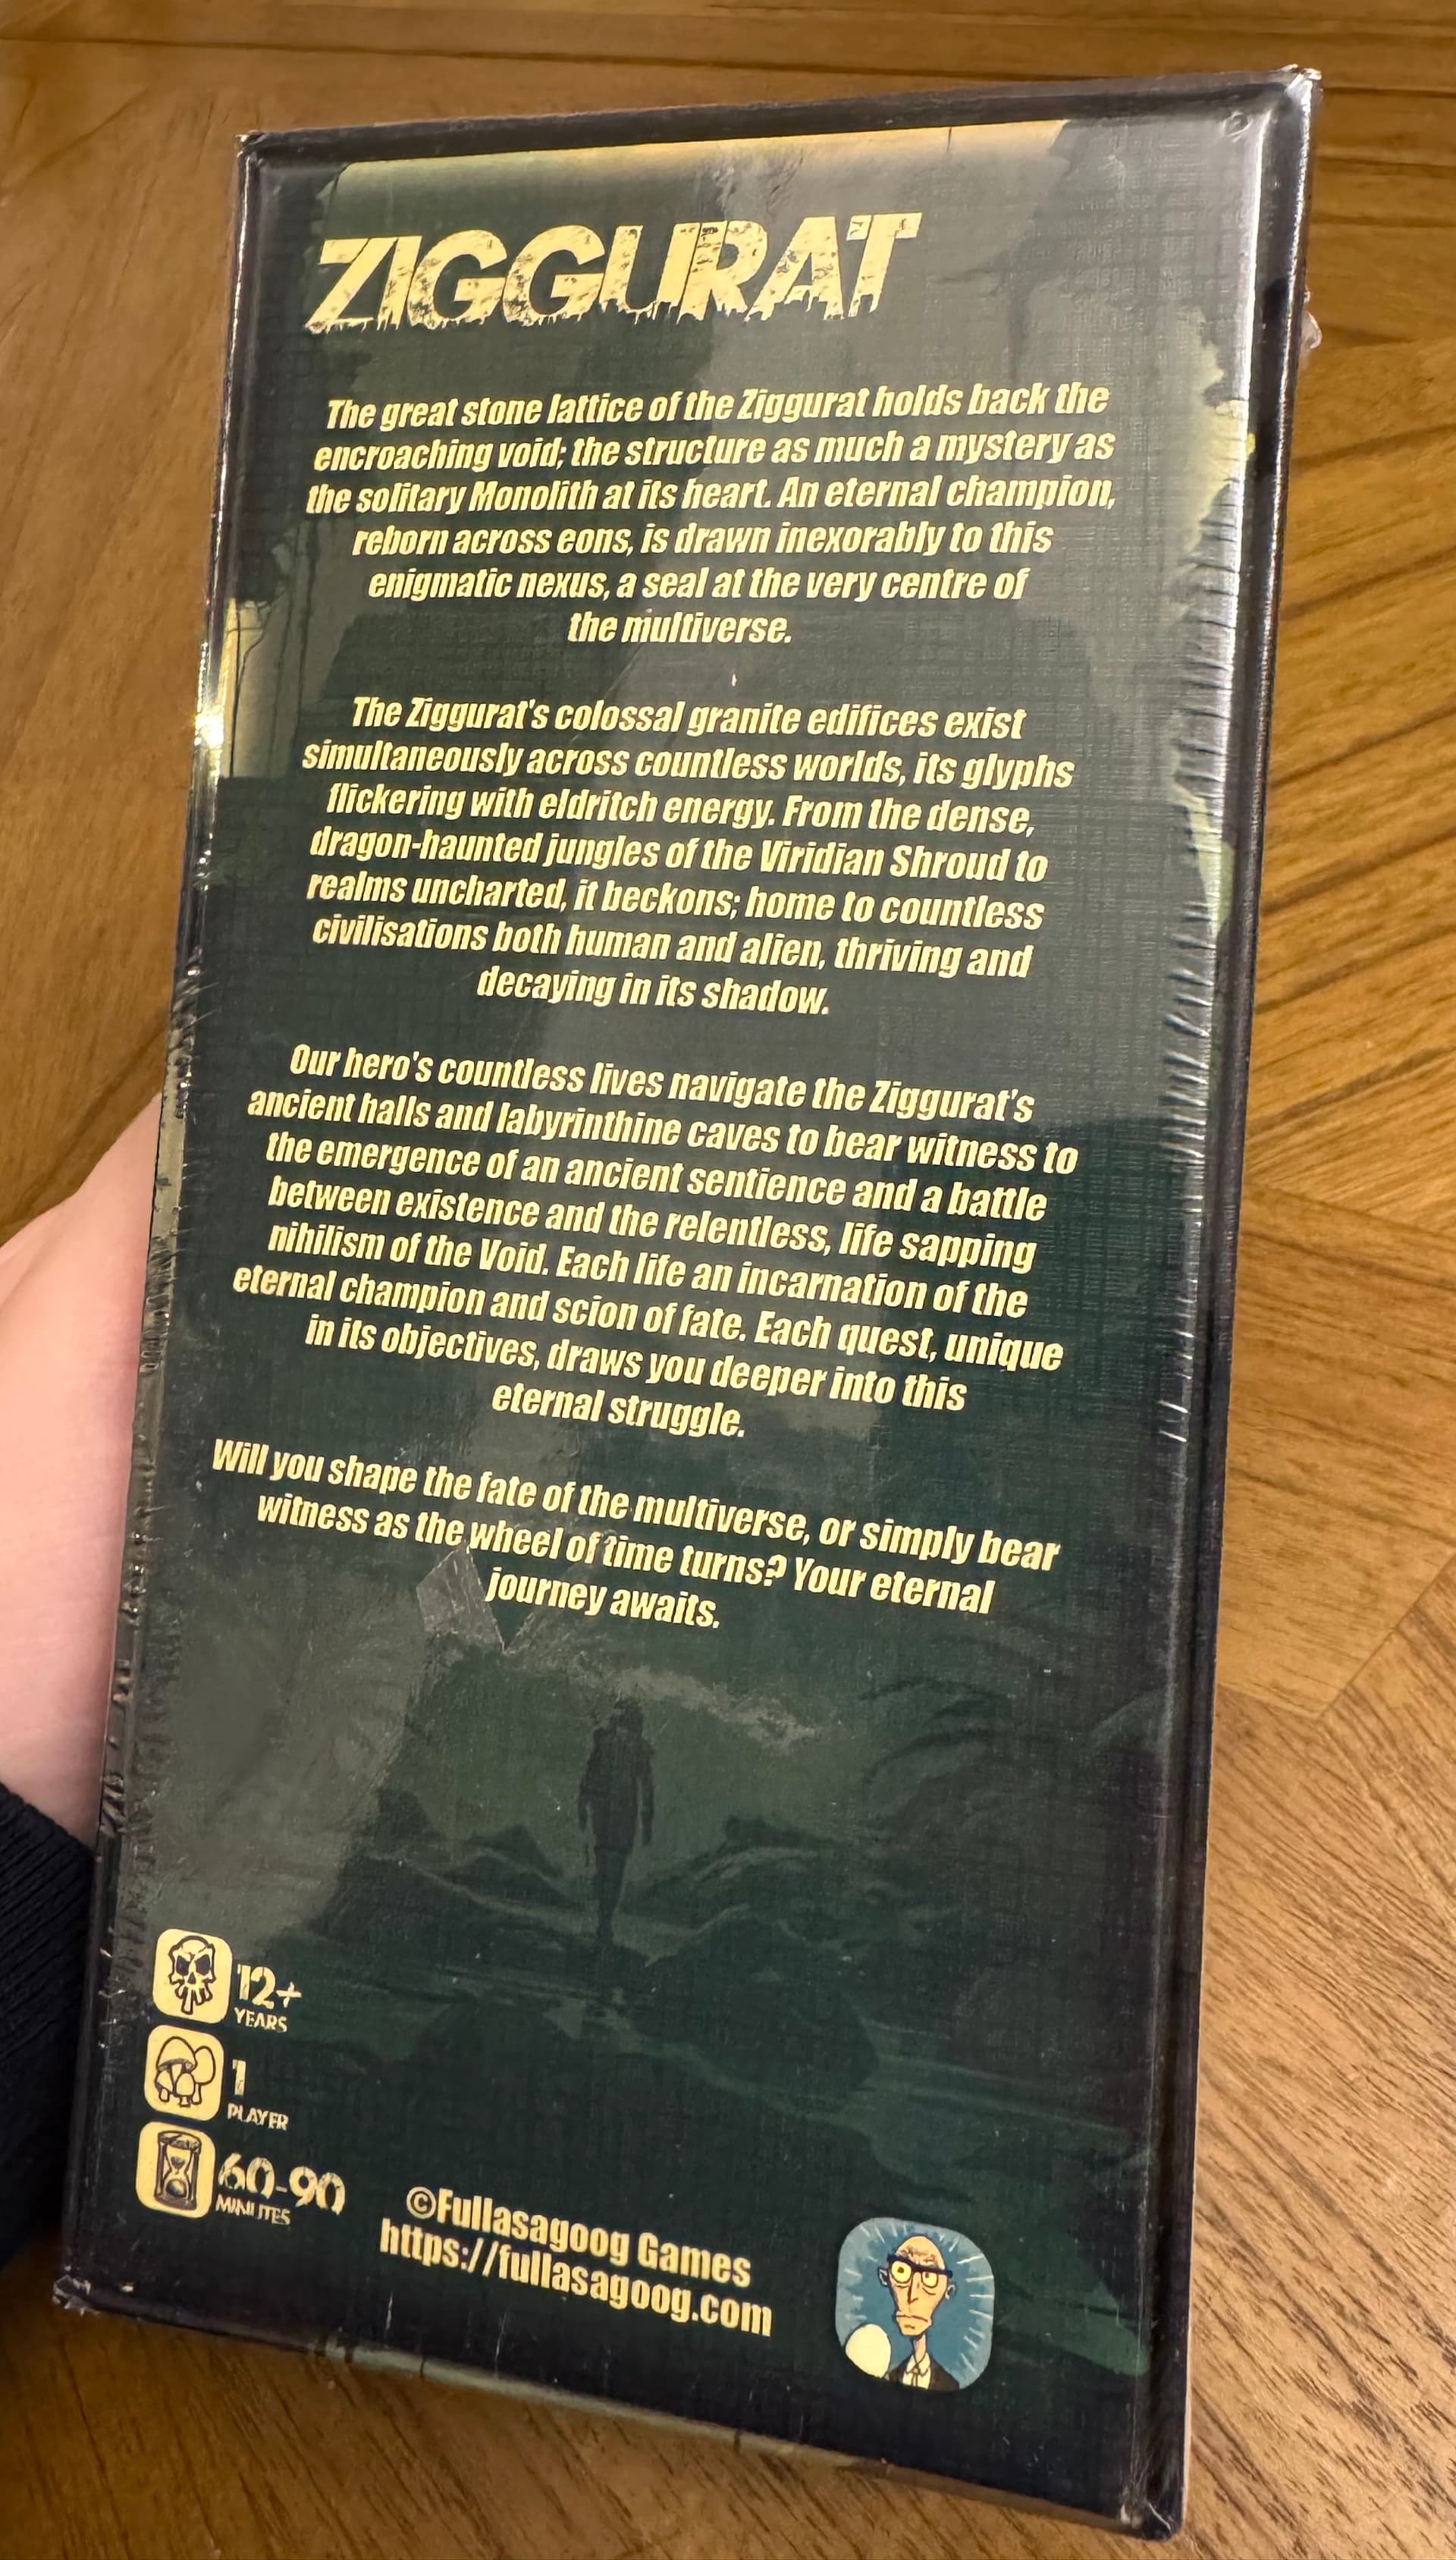 ZIGGURAT
The great stone lattice of the Ziggurat holds back the
encroaching void; the structure as much a mystery as
the solitary Monolith at its heart. An eternal champion,
reborn across eons, is drawn inexorably to this
enigmatic nexus, a seal at the very centre of
the multiverse.
The Ziggurat's colossal granite edifices exist
simultaneously across countless worlds, its glyphs
flickering with eldritch energy. From the dense,
dragon-haunted jungles of the Viridian Shroud to
realms uncharted, it beckons; home to countless
civilisations both human and alien, thriving and
decaying in its shadow.
Our hero's countless lives navigate the Ziggurat's
ancient halls and labyrinthine caves to bear witness to
the emergence of an ancient sentience and a battle
between existence and the relentless, life sapping
nihilism of the Void. Each life an incarnation of the
eternal champion and scion of fate. Each quest, unique
in its objectives, draws you deeper into this
eternal struggle.
Will you shape the fate of the multiverse, or simply bear
witness as the wheel of time turns? Your eternal
journey awaits.
12+
YEARS
1
PLAYER
60-90
MINUTES
©Fullasagoog Games
https://fullasagoog.com